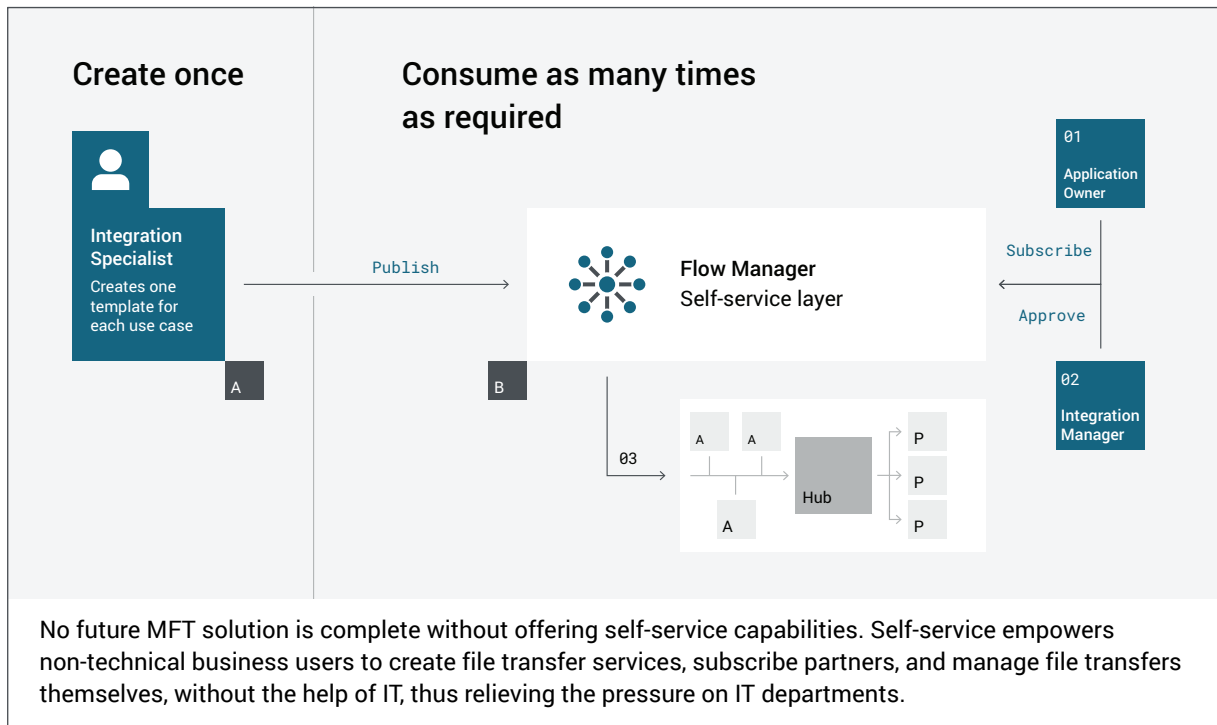 Create once
Consume as many times
as required
Integration
Specialist
Creates one
template for
each use case
A
Publish
B
Flow Manager
Self-service layer
01
Application
Owner
Subscribe
Approve
02
Integration
Manager
03
A
A
A
Hub
P
P
P
No future MFT solution is complete without offering self-service capabilities. Self-service empowers
non-technical business users to create file transfer services, subscribe partners, and manage file transfers
themselves, without the help of IT, thus relieving the pressure on IT departments.